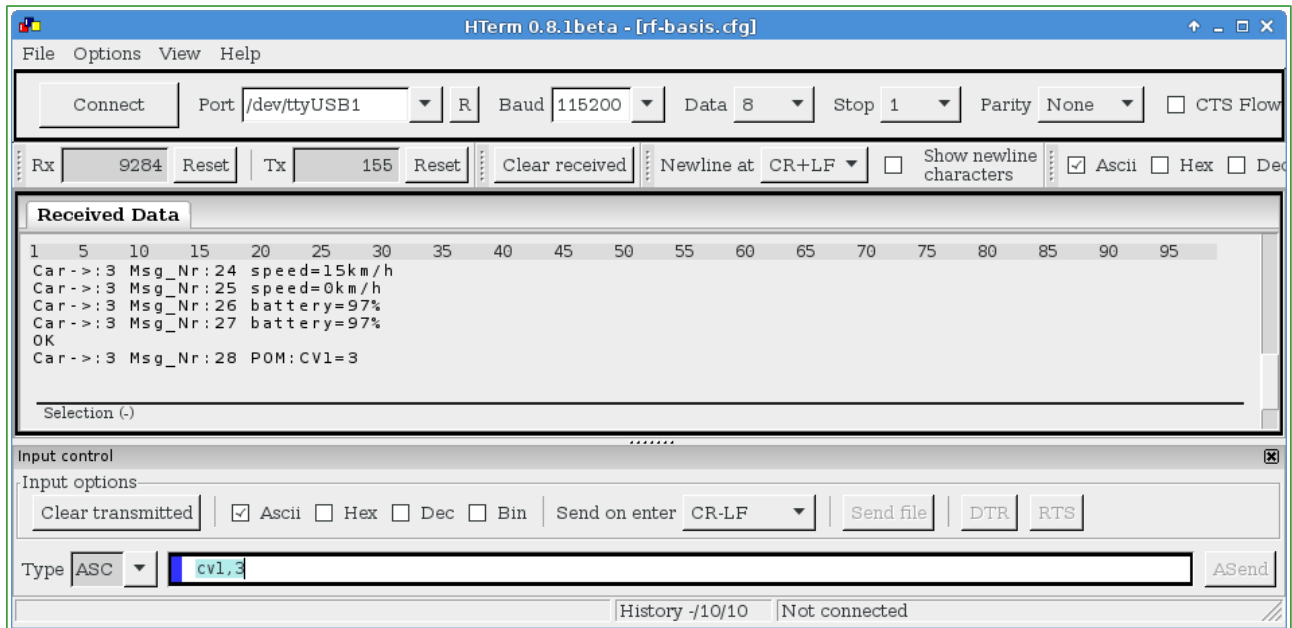 HTerm 0.8.1beta - [rf-basis.cfg]
File Options View Help
Connect Port /dev/ttyUSB1 R Baud 115200 Data 8 Stop 1 Parity None CTS Flow
Rx 9284 Reset Tx 155 Reset Clear received Newline at CR+LF Show newline characters Ascii Hex Dec
Received Data
1 5 10 15 20 25 30 35 40 45 50 55 60 65 70 75 80 85 90 95
Car->:3 Msg_Nr:24 speed=15km/h
Car->:3 Msg_Nr:25 speed=0km/h
Car->:3 Msg_Nr:26 battery=97%
Car->:3 Msg_Nr:27 battery=97%
OK
Car->:3 Msg_Nr:28 POM:CV1=3
Selection (-)
Input control
Input options
Clear transmitted Ascii Hex Dec Bin Send on enter CR-LF Send file DTR RTS
Type ASC cv1,3 ASend
History -/10/10 Not connected